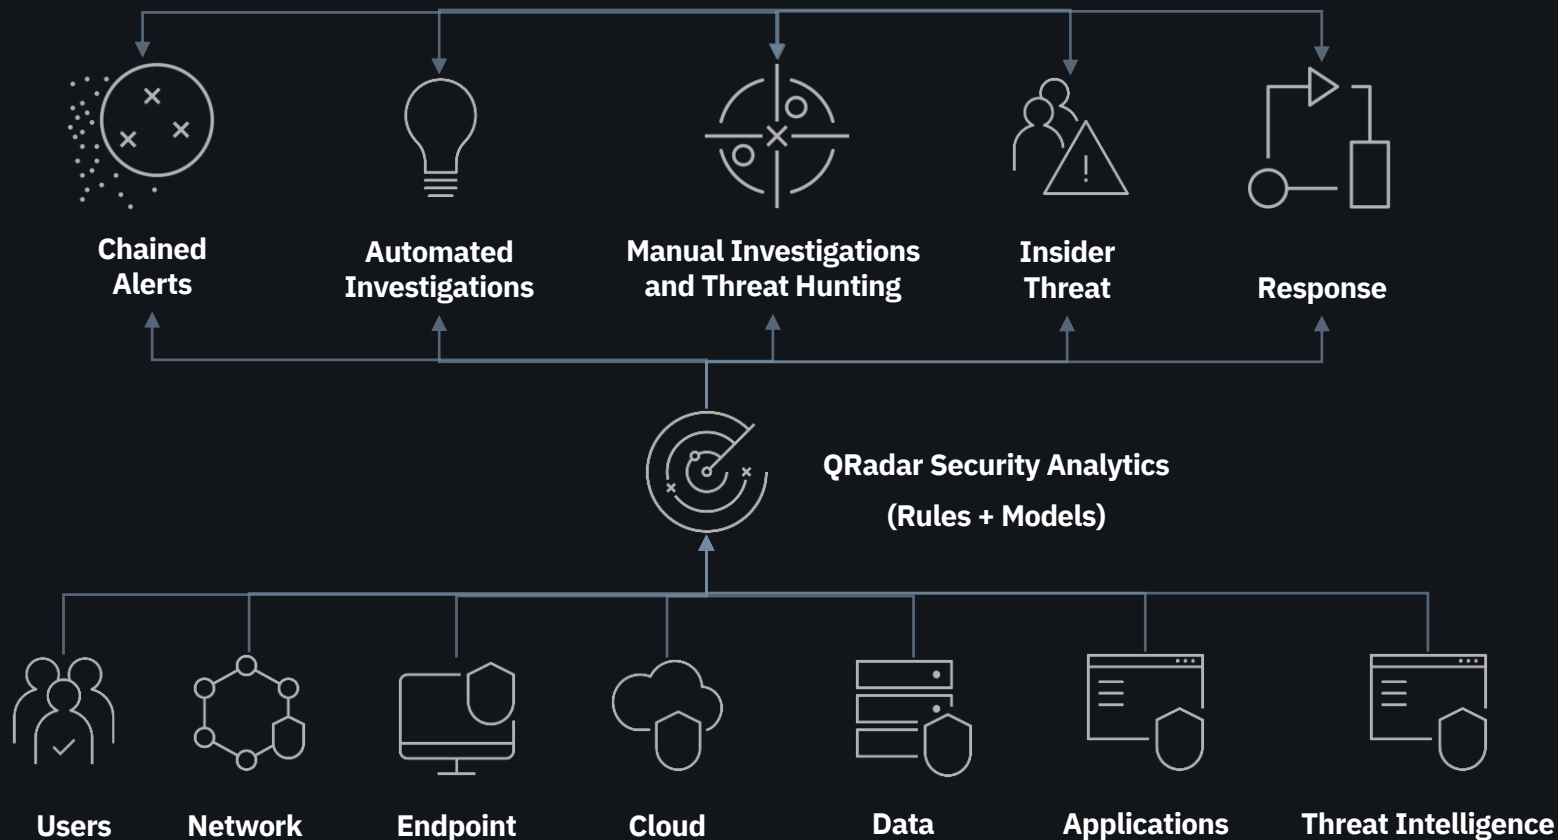 Chained
Alerts
Automated
Investigations
Manual Investigations
and Threat Hunting
Insider
Threat
Response
QRadar Security Analytics
(Rules + Models)
Users
Network
Endpoint
Cloud
Data
Applications
Threat Intelligence